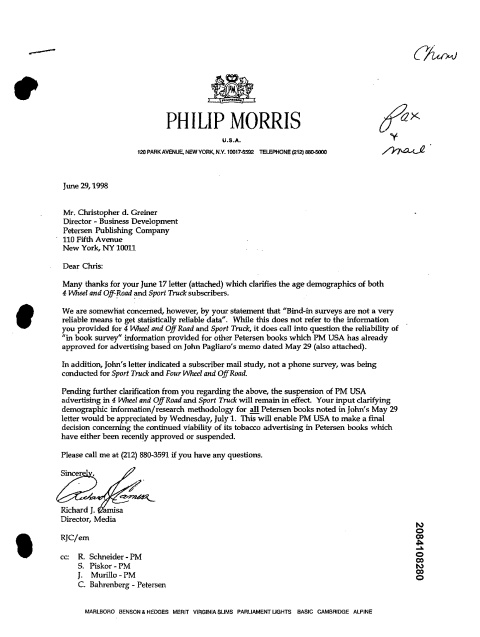 Chron
Fax
+
mail
PM
PHILIP MORRIS
U.S.A.
120 PARK AVENUE, NEW YORK, N.Y. 10017-5592 TELEPHONE (212) 880-5000
June 29, 1998
Mr. Christopher d. Greiner
Director - Business Development
Petersen Publishing Company
110 Fifth Avenue
New York, NY 10011
Dear Chris:
Many thanks for your June 17 letter (attached) which clarifies the age demographics of both
4 Wheel and Off-Road and Sport Truck subscribers.
We are somewhat concerned, however, by your statement that "Bind-in surveys are not a very
reliable means to get statistically reliable data". While this does not refer to the information
you provided for 4 Wheel and Off Road and Sport Truck, it does call into question the reliability of
"in book survey" information provided for other Petersen books which PM USA has already
approved for advertising based on John Pagliaro's memo dated May 29 (also attached).
In addition, John's letter indicated a subscriber mail study, not a phone survey, was being
conducted for Sport Truck and Four Wheel and Off Road.
Pending further clarification from you regarding the above, the suspension of PM USA
advertising in 4 Wheel and Off Road and Sport Truck will remain in effect. Your input clarifying
demographic information/research methodology for all Petersen books noted in John's May 29
letter would be appreciated by Wednesday, July 1. This will enable PM USA to make a final
decision concerning the continued viability of its tobacco advertising in Petersen books which
have either been recently approved or suspended.
Please call me at (212) 880-3591 if you have any questions.
Sincerely,
Richard J. Camisa
Richard J. Camisa
Director, Media
RJC/em
cc: R. Schneider - PM
S. Piskor - PM
J. Murillo - PM
C. Bahrenberg - Petersen
2084108280
MARLBORO BENSON & HEDGES MERIT VIRGINIA SLIMS PARLIAMENT LIGHTS BASIC CAMBRIDGE ALPINE